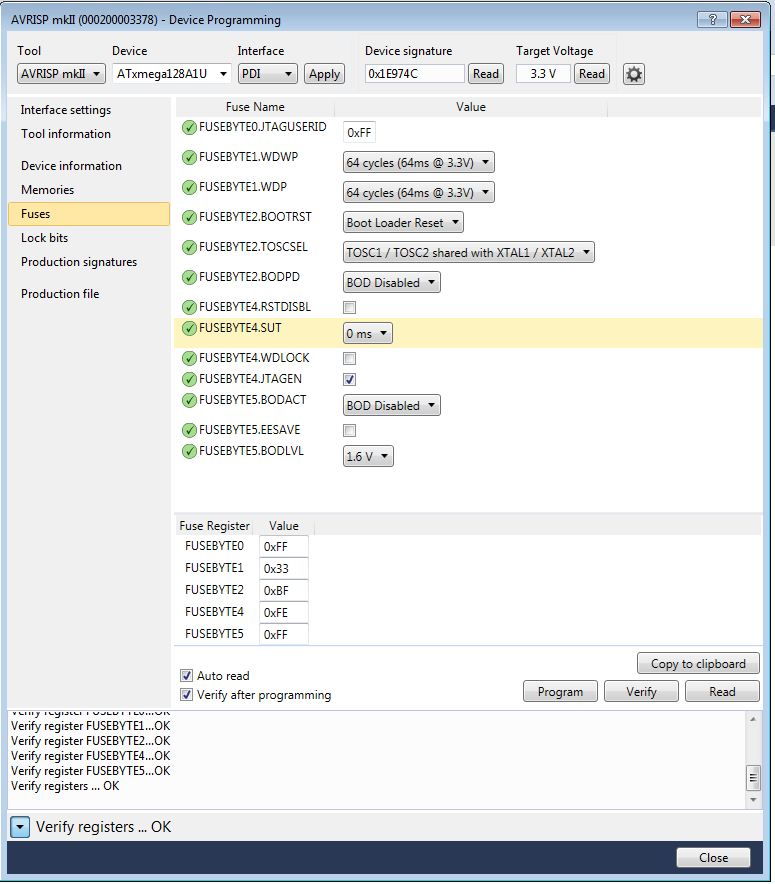 AVRISP mkII (000200003378) - Device Programming
Tool Device Interface Device signature Target Voltage
AVRISP mkII ATxmega128A1U PDI Apply 0x1E974C Read 3.3 V Read
Interface settings
Tool information
Device information
Memories
Fuses
Lock bits
Production signatures
Production file
Fuse Name Value
FUSEBYTE0.JTAGUSERID 0xFF
FUSEBYTE1.WDWP 64 cycles (64ms @ 3.3V)
FUSEBYTE1.WDP 64 cycles (64ms @ 3.3V)
FUSEBYTE2.BOOTRST Boot Loader Reset
FUSEBYTE2.TOSCSEL TOSC1 / TOSC2 shared with XTAL1 / XTAL2
FUSEBYTE2.BODPD BOD Disabled
FUSEBYTE4.RSTDISBL
FUSEBYTE4.SUT 0 ms
FUSEBYTE4.WDLOCK
FUSEBYTE4.JTAGEN
FUSEBYTE5.BODACT BOD Disabled
FUSEBYTE5.EESAVE
FUSEBYTE5.BODLVL 1.6 V
Fuse Register Value
FUSEBYTE0 0xFF
FUSEBYTE1 0x33
FUSEBYTE2 0xBF
FUSEBYTE4 0xFE
FUSEBYTE5 0xFF
Copy to clipboard
Auto read
Verify after programming
Program Verify Read
Verify register FUSEBYTE0...OK
Verify register FUSEBYTE1...OK
Verify register FUSEBYTE2...OK
Verify register FUSEBYTE4...OK
Verify register FUSEBYTE5...OK
Verify registers ... OK
Verify registers ... OK
Close